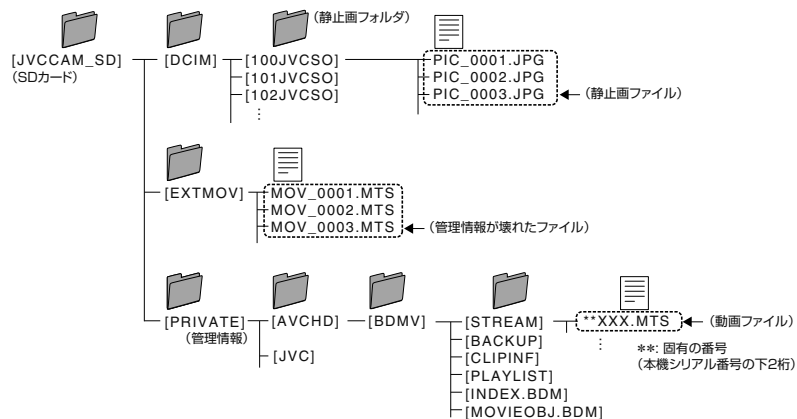 (静止画フォルダ)
[JVCCAM_SD]
(SDカード)
[DCIM]
[100JVCSO]
[101JVCSO]
[102JVCSO]
⋮
PIC_0001.JPG
PIC_0002.JPG
PIC_0003.JPG
(静止画ファイル)
[EXTMOV]
MOV_0001.MTS
MOV_0002.MTS
MOV_0003.MTS
(管理情報が壊れたファイル)
[PRIVATE]
(管理情報)
[AVCHD]
[JVC]
[BDMV]
[STREAM]
[BACKUP]
[CLIPINF]
[PLAYLIST]
[INDEX.BDM]
[MOVIEOBJ.BDM]
**XXX.MTS
⋮
(動画ファイル)
**: 固有の番号
(本機シリアル番号の下2桁)